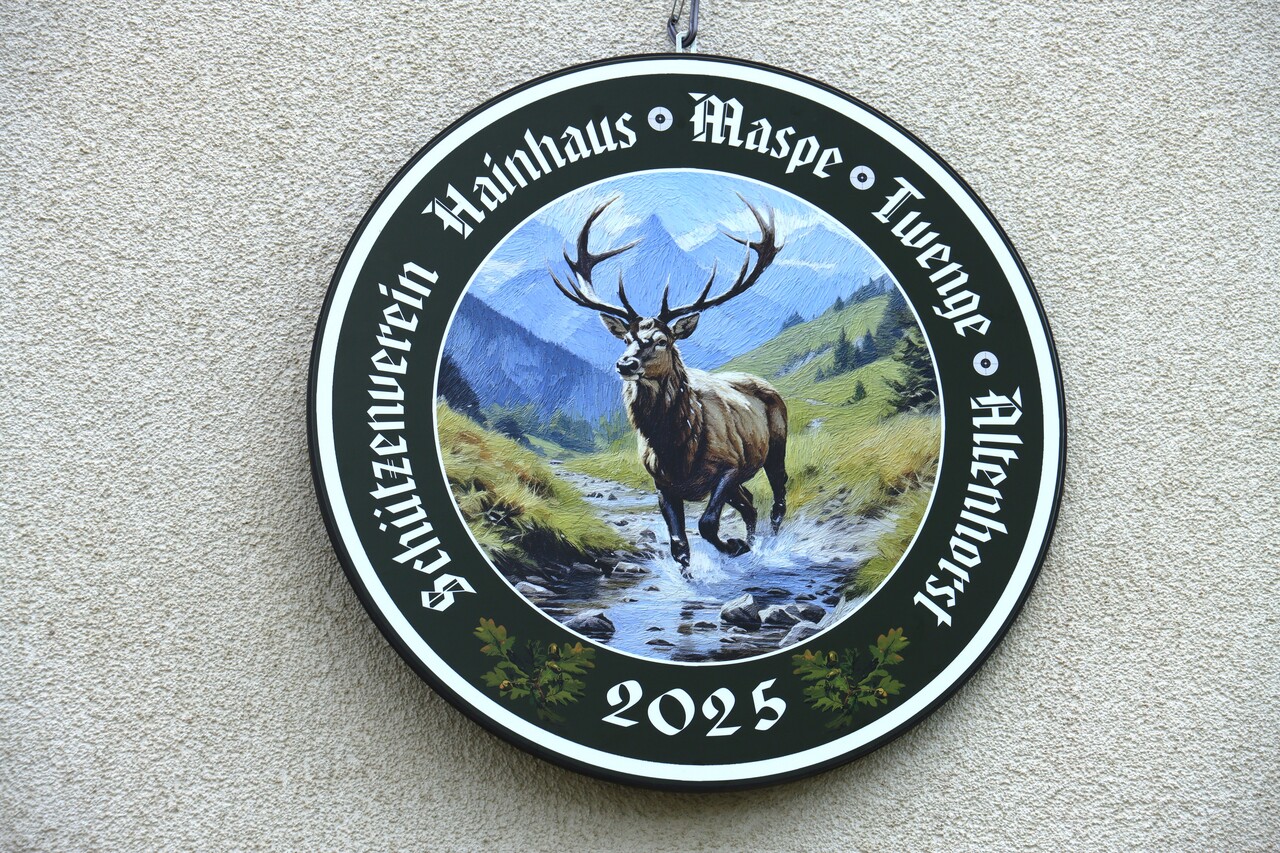 Schützenverein Hainhaus • Maspe • Twenge • Altenhorst
2025